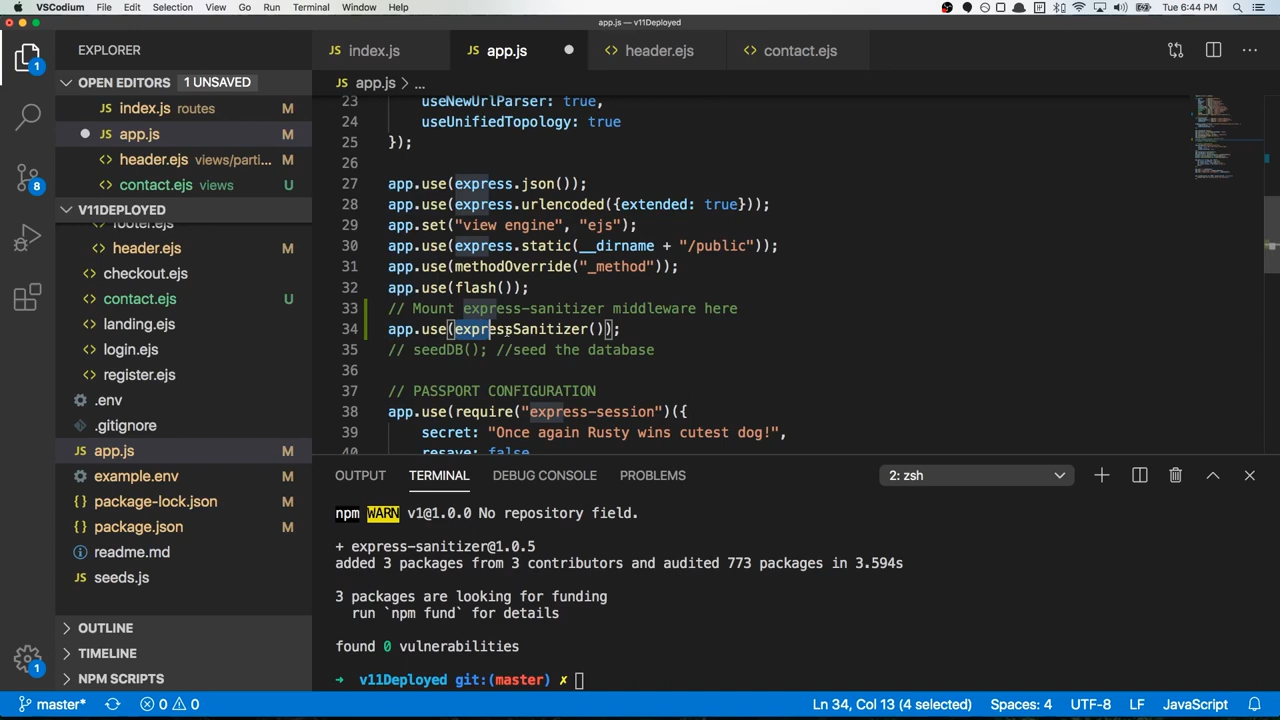 VSCodium File Edit Selection View Go Run Terminal Window Help Tue 6:44 PM
app.js — v11Deployed
EXPLORER
OPEN EDITORS 1 UNSAVED
index.js routes M
app.js M
header.ejs views/parti... M
contact.ejs views U
V11DEPLOYED
footer.ejs
header.ejs M
checkout.ejs
contact.ejs U
landing.ejs
login.ejs
register.ejs
.env
.gitignore
app.js M
example.env M
package-lock.json M
package.json M
readme.md
seeds.js
OUTLINE
TIMELINE
NPM SCRIPTS
1
8
1
index.js app.js header.ejs contact.ejs
app.js > ...
23 useNewUrlParser: true,
24 useUnifiedTopology: true
25 });
26
27 app.use(express.json());
28 app.use(express.urlencoded({extended: true}));
29 app.set("view engine", "ejs");
30 app.use(express.static(__dirname + "/public"));
31 app.use(methodOverride("_method"));
32 app.use(flash());
33 // Mount express-sanitizer middleware here
34 app.use(expressSanitizer());
35 // seedDB(); //seed the database
36
37 // PASSPORT CONFIGURATION
38 app.use(require("express-session")({
39 secret: "Once again Rusty wins cutest dog!",
40 resave: false
OUTPUT TERMINAL DEBUG CONSOLE PROBLEMS 2: zsh
npm WARN v1@1.0.0 No repository field.
+ express-sanitizer@1.0.5
added 3 packages from 3 contributors and audited 773 packages in 3.594s
3 packages are looking for funding
run `npm fund` for details
found 0 vulnerabilities
→ v11Deployed git:(master) ✗
master* 0 0 Ln 34, Col 13 (4 selected) Spaces: 4 UTF-8 LF JavaScript